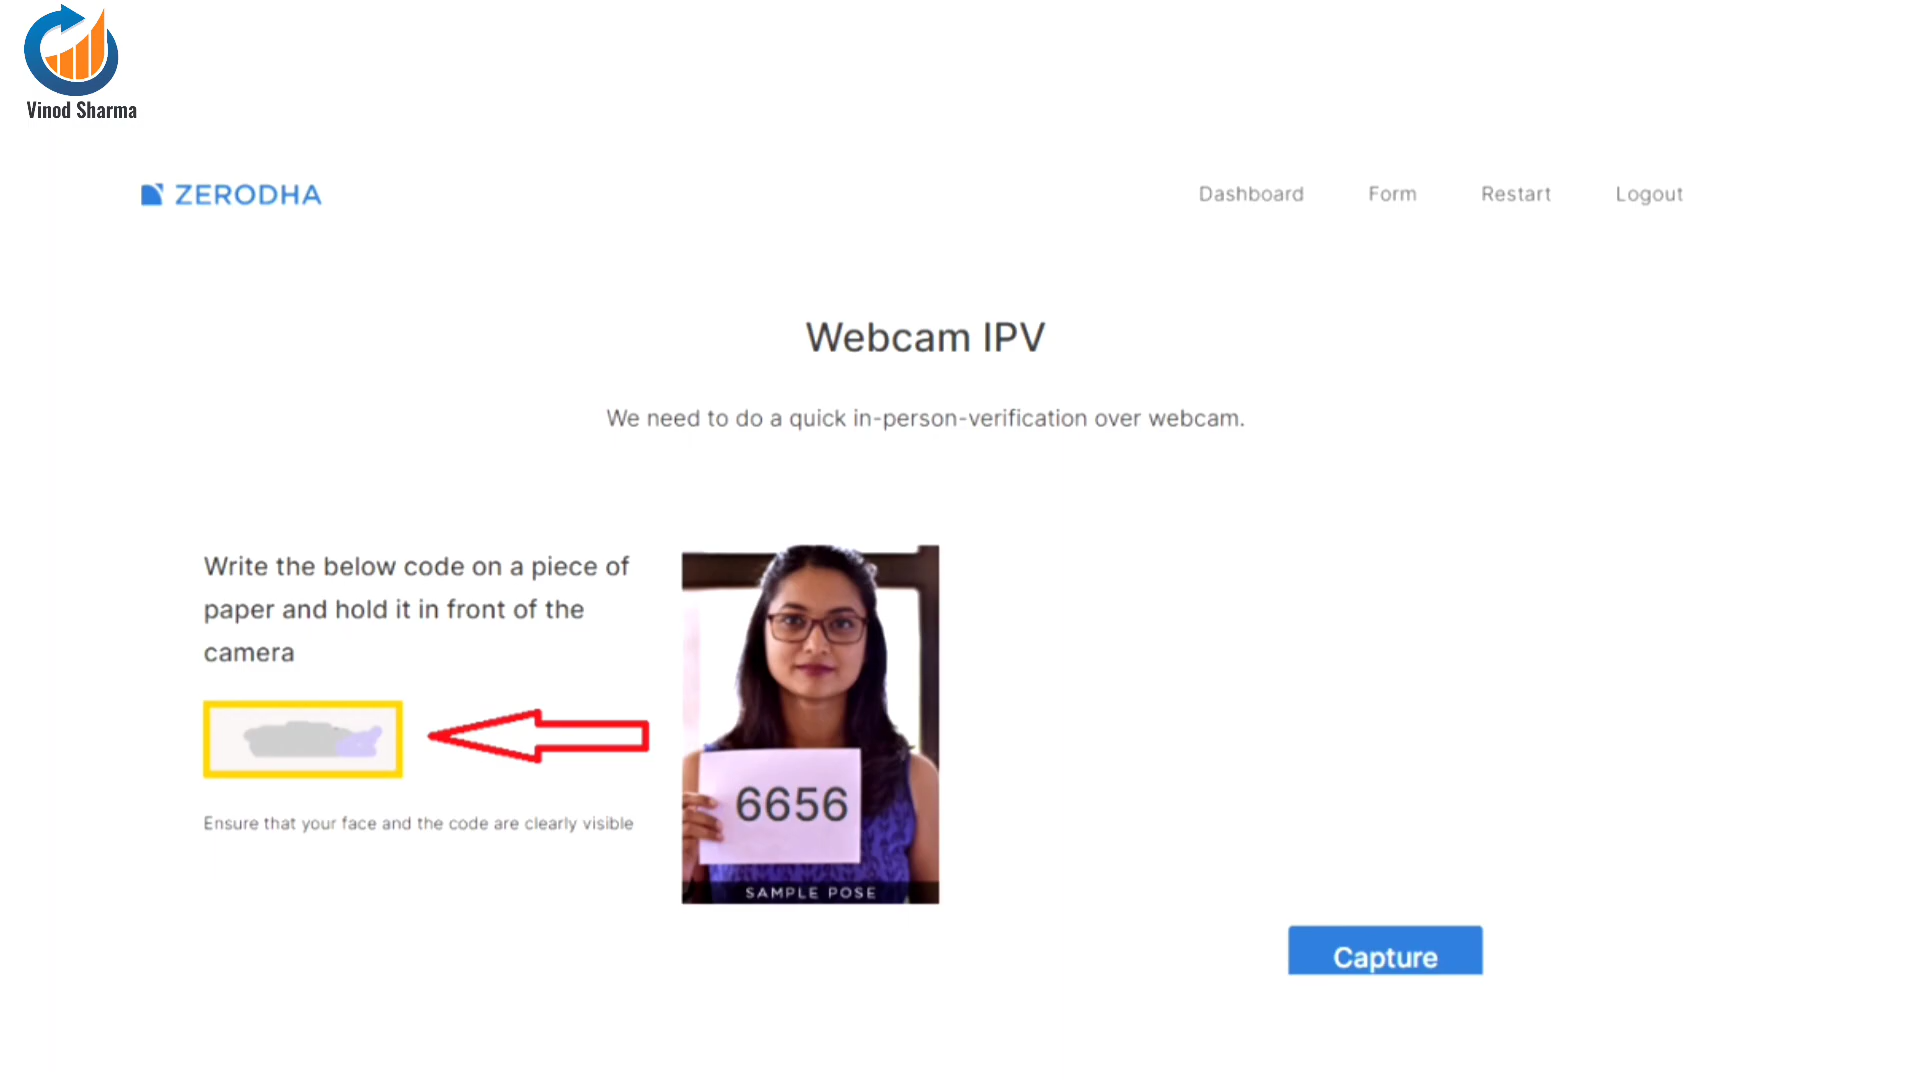 Vinod Sharma
ZERODHA
Dashboard Form Restart Logout
Webcam IPV
We need to do a quick in-person-verification over webcam.
Write the below code on a piece of
paper and hold it in front of the
camera
Ensure that your face and the code are clearly visible
6656
SAMPLE POSE
Capture